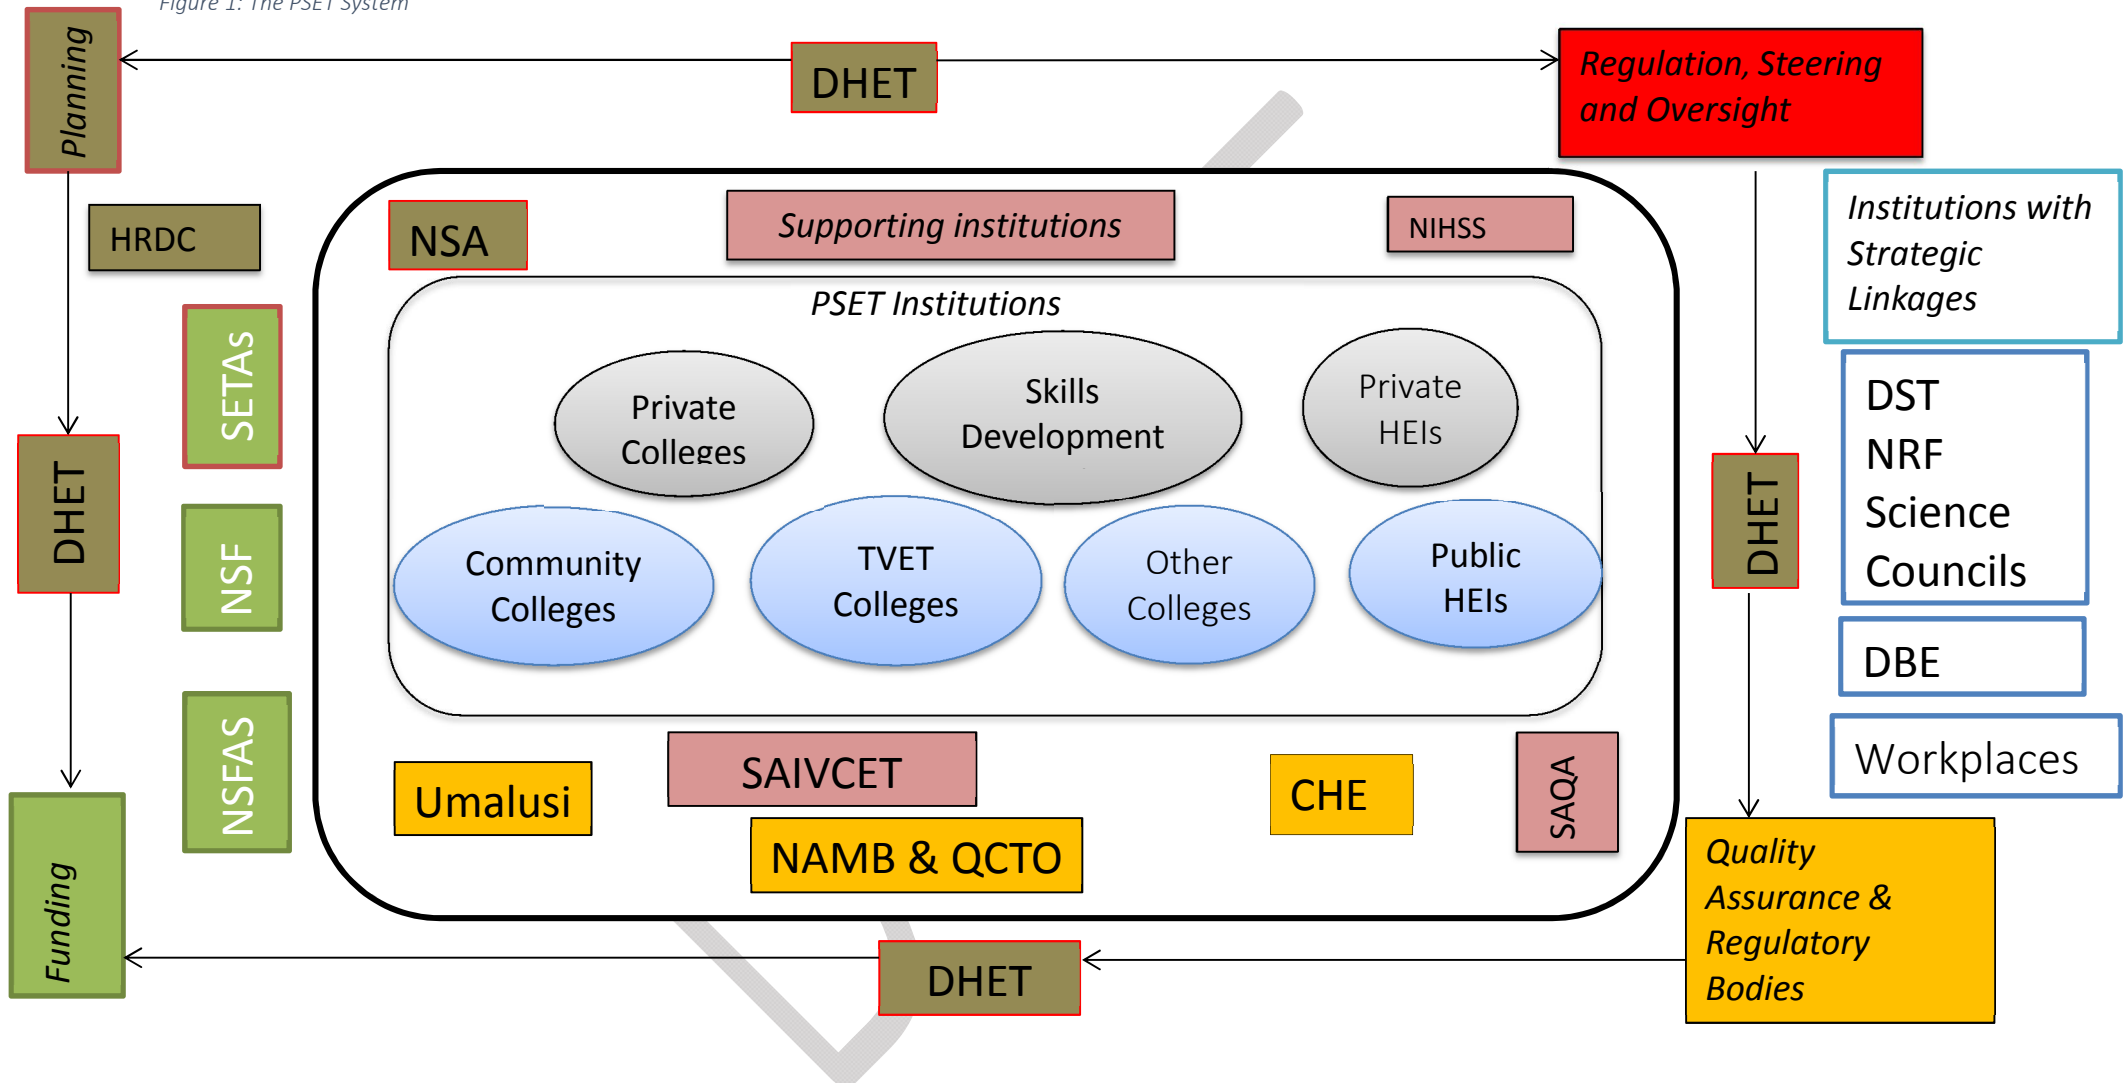 Figure 1: The PSET System
Planning
DHET
Regulation, Steering
and Oversight
HRDC
NSA
Supporting institutions
NIHSS
Institutions with
Strategic
Linkages
PSET Institutions
SETAs
Private
Colleges
Skills
Development
Private
HEIs
DST
NRF
Science
Councils
DHET
NSF
Community
Colleges
TVET
Colleges
Other
Colleges
Public
HEIs
DHET
DBE
NSFAS
Umalusi
SAIVCET
NAMB & QCTO
CHE
SAQA
Workplaces
Funding
DHET
Quality
Assurance &
Regulatory
Bodies